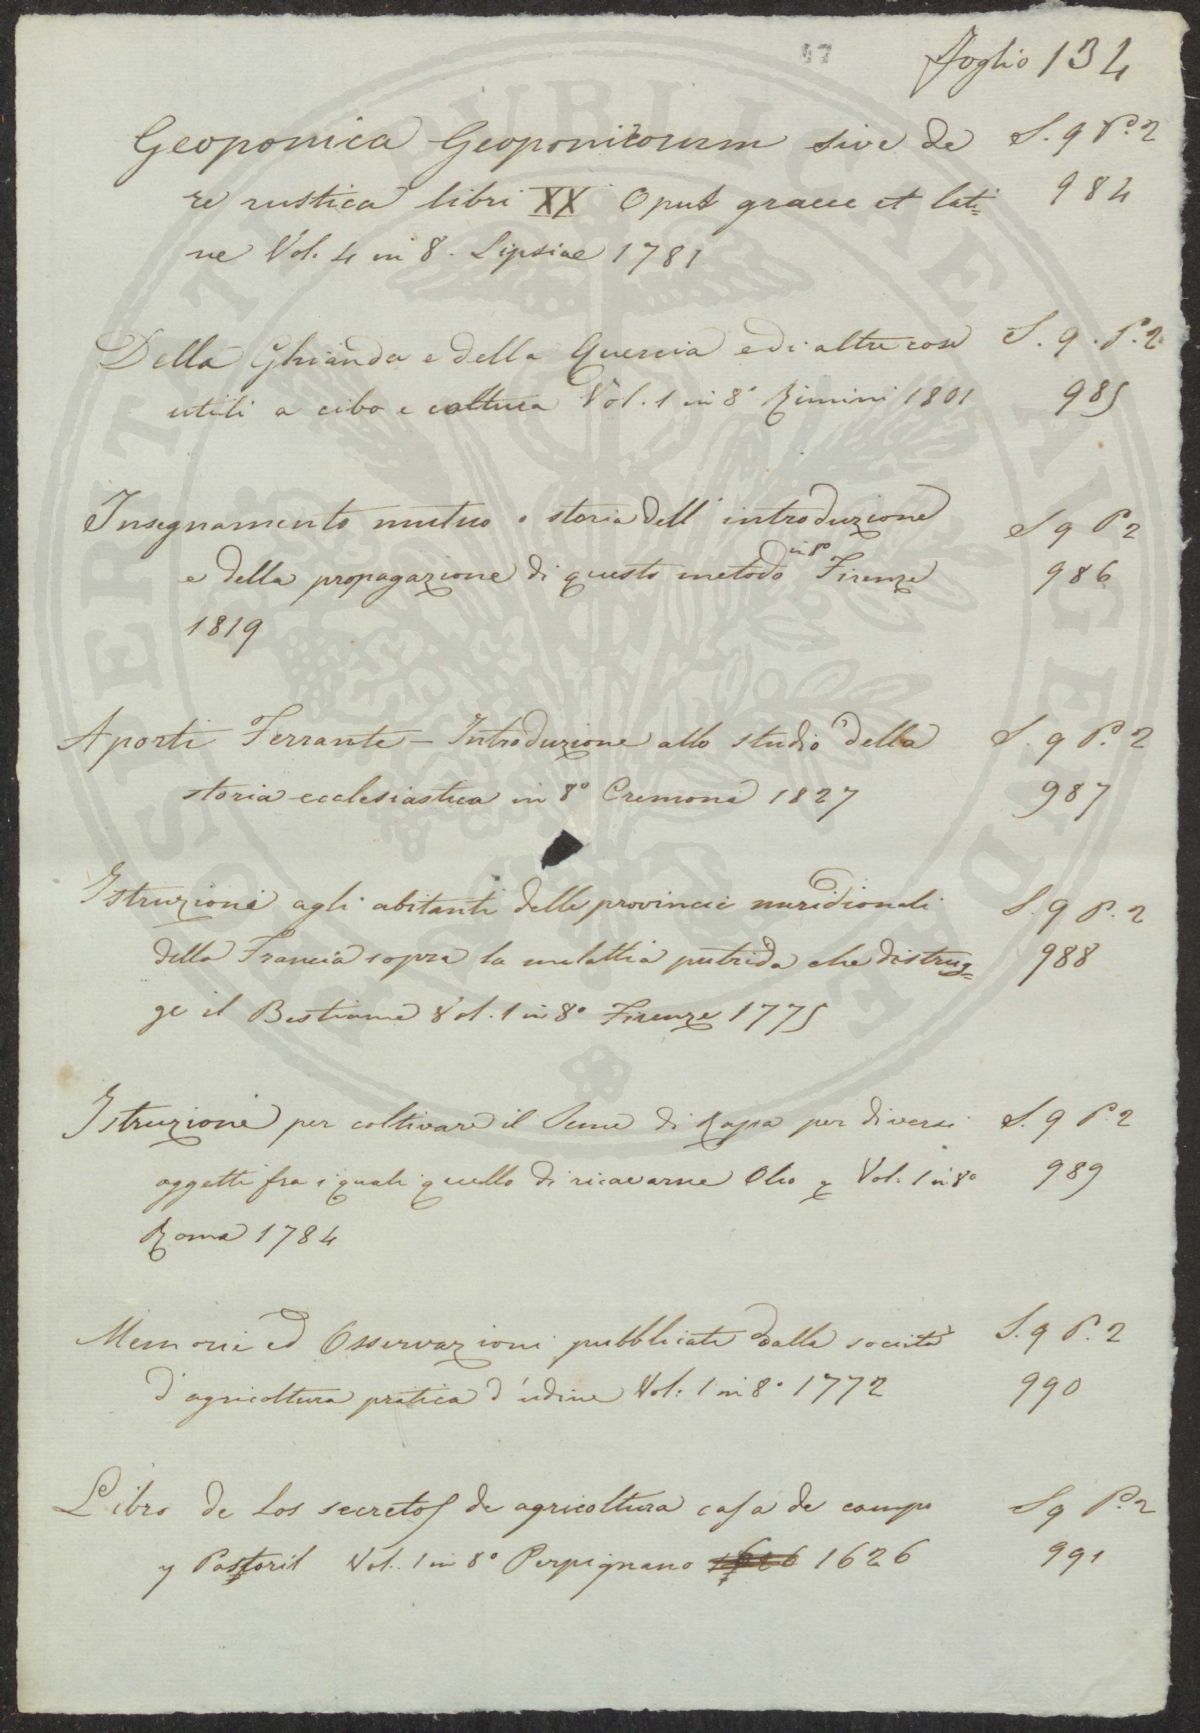 47
foglio 134
Geoponica Geoponicorum sive de S. 9 P. 2
re rustica libri XX Opus graece et lati= 984
ne Vol. 4 in 8. Lipsiae 1781
Della Ghianda e della Quercia e di altre cose S. 9. P. 2
utili a cibo e coltura Vol. 1 in 8° Rimini 1801 985
Insegnamento mutuo o storia dell' introduzione S 9 P 2
e della propagazione di questo metodo in 8° Firenze 986
1819
Aporti Ferrante - Introduzione allo studio della S. 9 P. 2
storia ecclesiastica in 8° Cremona 1827 987
Istruzione agli abitanti delle provincie meridionali S. 9 P. 2
della Francia sopra la malattia putrida che distrug= 988
ge il Bestiame Vol. 1 in 8° Firenze 1775
Istruzione per coltivare il Seme di Rapa per diversi S. 9 P. 2
oggetti fra i quali quello di ricavarne Olio Vol. 1 in 8° 989
Roma 1784
Memorie ed Osservazioni pubblicate dalla società S. 9 P. 2
d'agricoltura pratica d'udine Vol. 1 in 8° 1772 990
Libro de los secretos de agricoltura casa de campo S 9 P. 2
y Pastoril Vol. 1 in 8° Perpignano 1626 991
PUBLICAE
AUGENDAE
PROSPERITATI